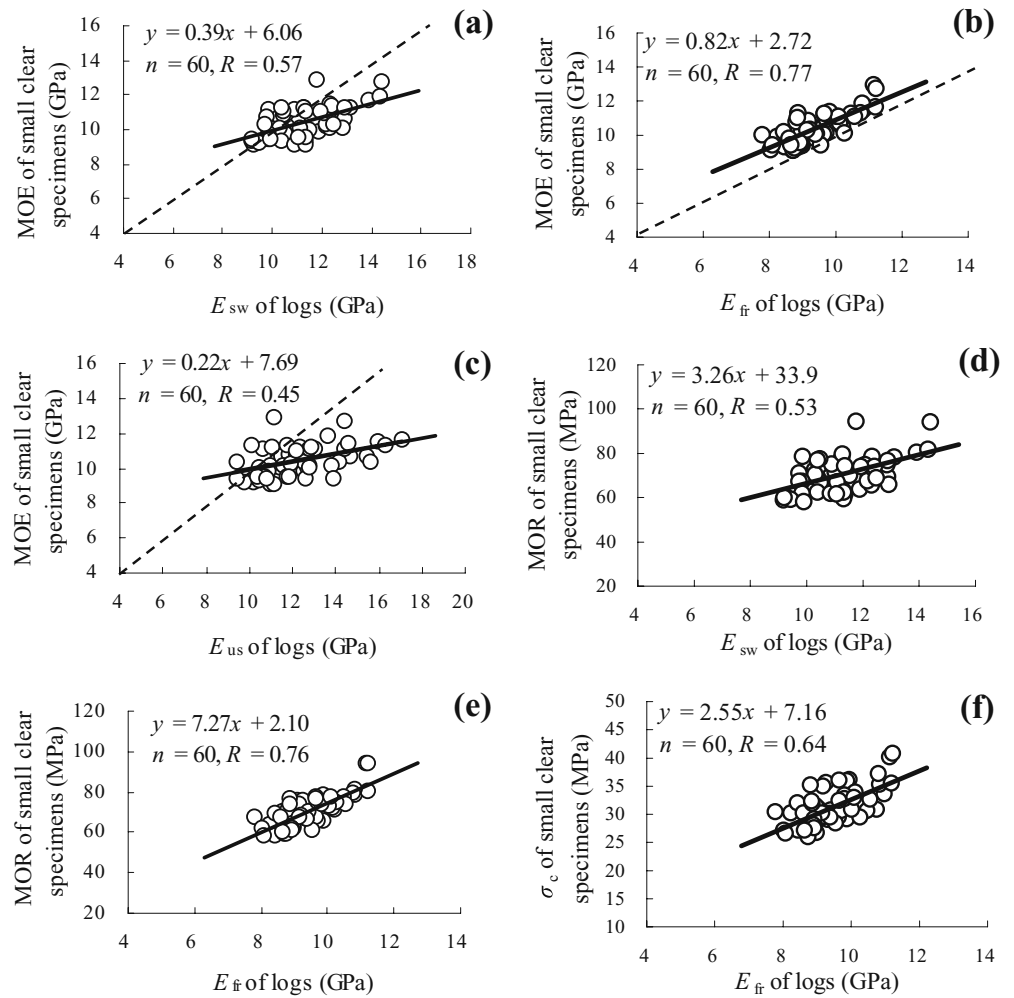 (a)
y = 0.39x + 6.06
n = 60, R = 0.57
MOE of small clear
specimens (GPa)
16
14
12
10
8
6
4
4 6 8 10 12 14 16 18
E sw of logs (GPa)
(b)
y = 0.82x + 2.72
n = 60, R = 0.77
MOE of small clear
specimens (GPa)
16
14
12
10
8
6
4
4 6 8 10 12 14
E fr of logs (GPa)
(c)
y = 0.22x + 7.69
n = 60, R = 0.45
MOE of small clear
specimens (GPa)
16
14
12
10
8
6
4
4 6 8 10 12 14 16 18 20
E us of logs (GPa)
(d)
y = 3.26x + 33.9
n = 60, R = 0.53
MOR of small clear
specimens (MPa)
120
100
80
60
40
20
4 6 8 10 12 14 16
E sw of logs (GPa)
(e)
y = 7.27x + 2.10
n = 60, R = 0.76
MOR of small clear
specimens (MPa)
120
100
80
60
40
20
4 6 8 10 12 14
E fr of logs (GPa)
(f)
y = 2.55x + 7.16
n = 60, R = 0.64
σ c of small clear
specimens (MPa)
50
45
40
35
30
25
20
15
10
4 6 8 10 12 14
E fr of logs (GPa)